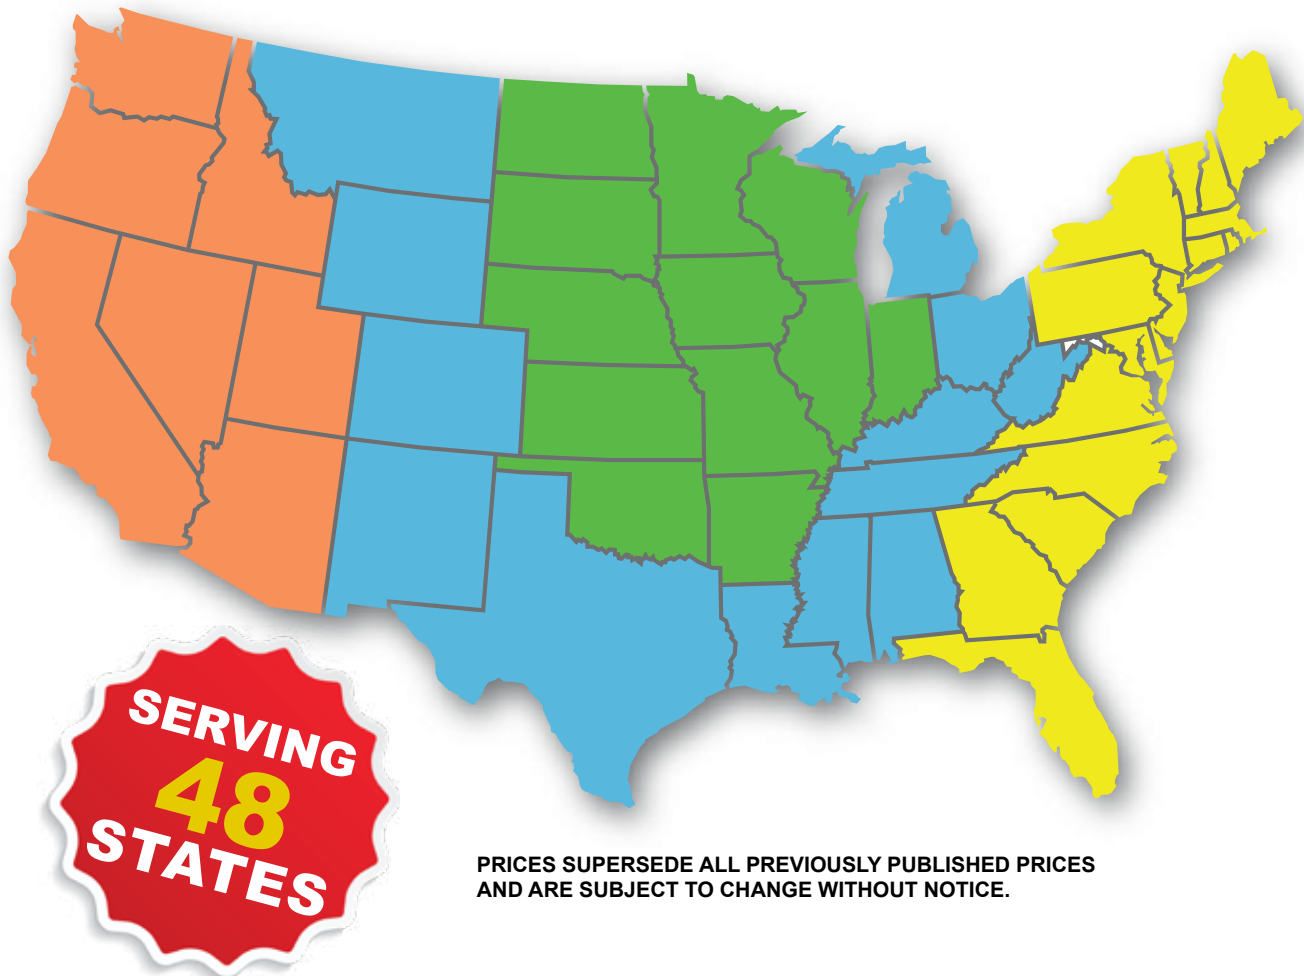 SERVING
48
STATES
PRICES SUPERSEDE ALL PREVIOUSLY PUBLISHED PRICES
AND ARE SUBJECT TO CHANGE WITHOUT NOTICE.